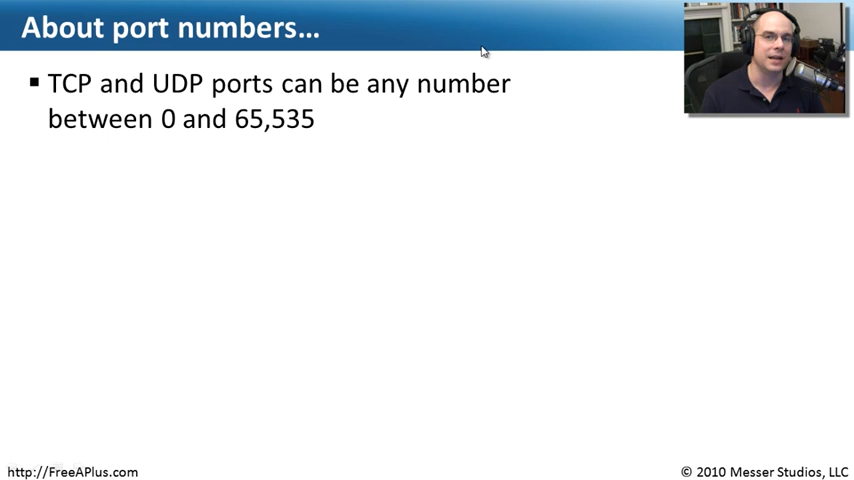 About port numbers...
▪ TCP and UDP ports can be any number
between 0 and 65,535
http://FreeAPlus.com
© 2010 Messer Studios, LLC